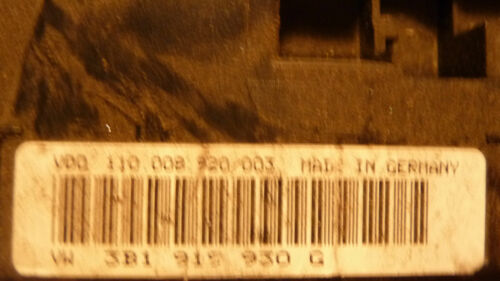 VDO 110.008.920/003 MADE IN GERMANY
VW 3B1 919 930 G